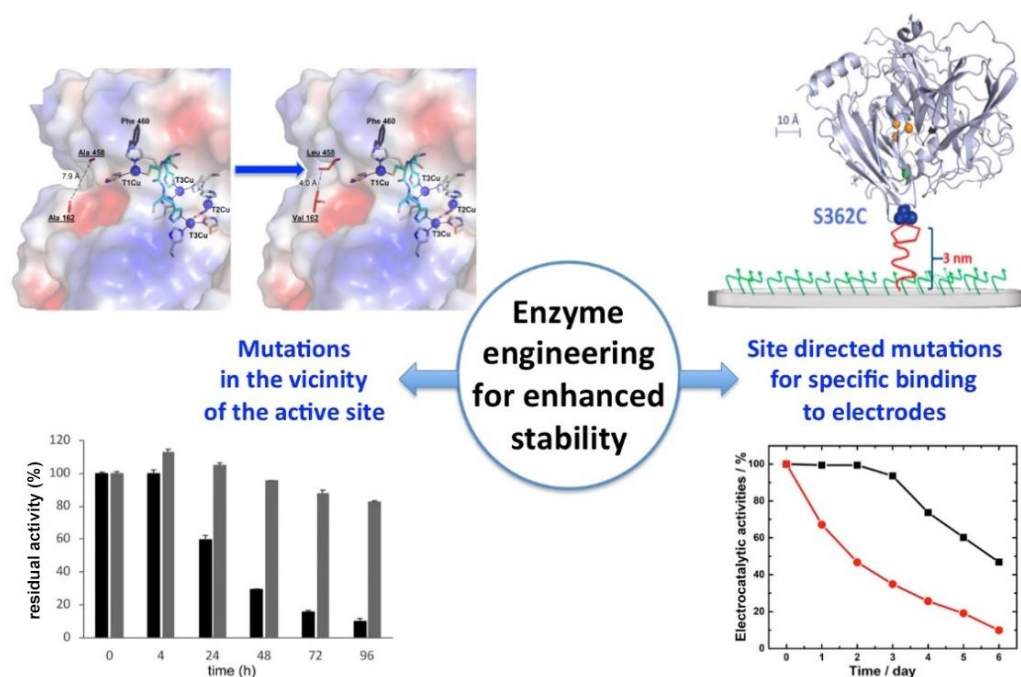 Phe 460
Ala 458
7.9 Å
T1Cu
T3Cu
T2Cu
Ala 162
T3Cu
Phe 460
Leu 458
4.0 Å
T1Cu
T3Cu
T2Cu
Val 162
T3Cu
10 Å
S362C
3 nm
Enzyme
engineering
for enhanced
stability
Mutations
in the vicinity
of the active site
Site directed mutations
for specific binding
to electrodes
residual activity (%)
120
100
80
60
40
20
0
0 4 24 48 72 96
time (h)
Electrocatalytic activities / %
100
80
60
40
20
0
0 1 2 3 4 5 6
Time / day